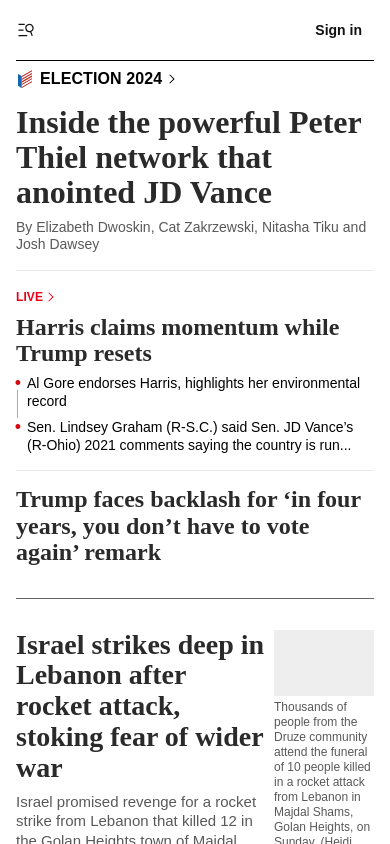 Sign in
ELECTION 2024
Inside the powerful Peter
Thiel network that
anointed JD Vance
By Elizabeth Dwoskin, Cat Zakrzewski, Nitasha Tiku and
Josh Dawsey
LIVE
Harris claims momentum while
Trump resets
Al Gore endorses Harris, highlights her environmental
record
Sen. Lindsey Graham (R-S.C.) said Sen. JD Vance’s
(R-Ohio) 2021 comments saying the country is run...
Trump faces backlash for ‘in four
years, you don’t have to vote
again’ remark
Israel strikes deep in
Lebanon after
rocket attack,
stoking fear of wider
war
Israel promised revenge for a rocket
strike from Lebanon that killed 12 in
the Golan Heights town of Majdal
Thousands of
people from the
Druze community
attend the funeral
of 10 people killed
in a rocket attack
from Lebanon in
Majdal Shams,
Golan Heights, on
Sunday. (Heidi